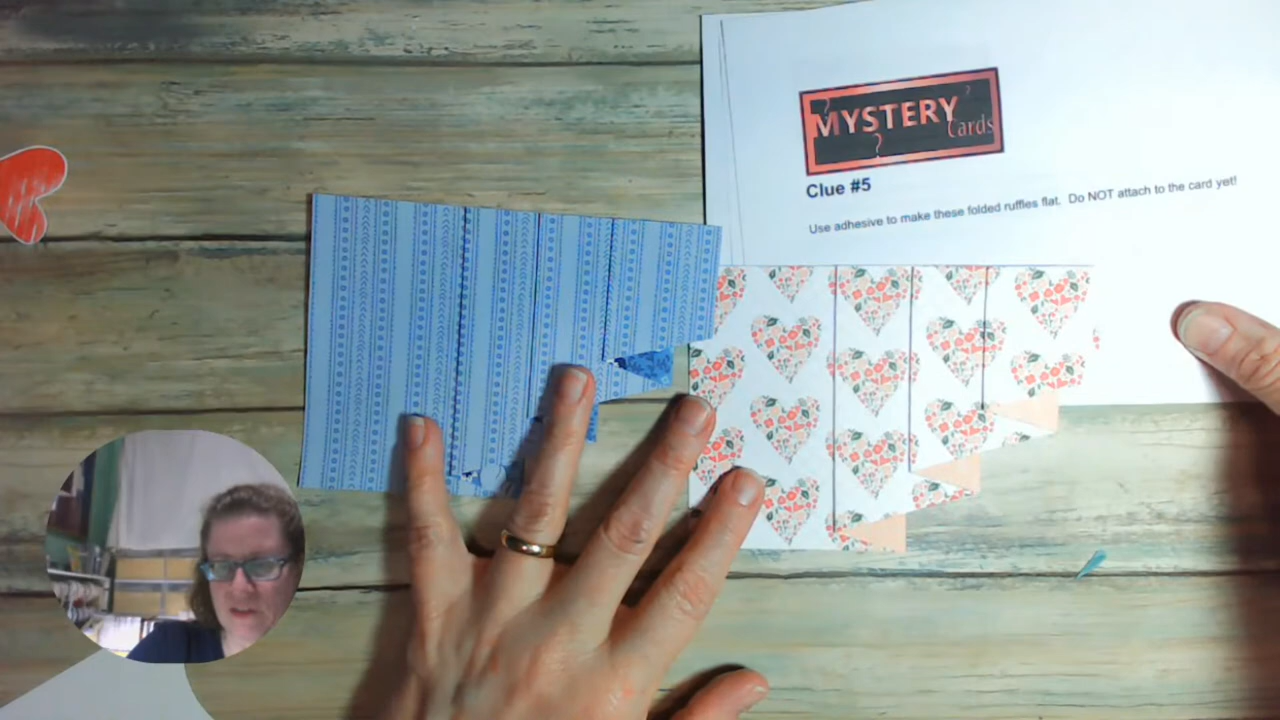 MYSTERY
Cards
Clue #5
Use adhesive to make these folded ruffles flat. Do NOT attach to the card yet!